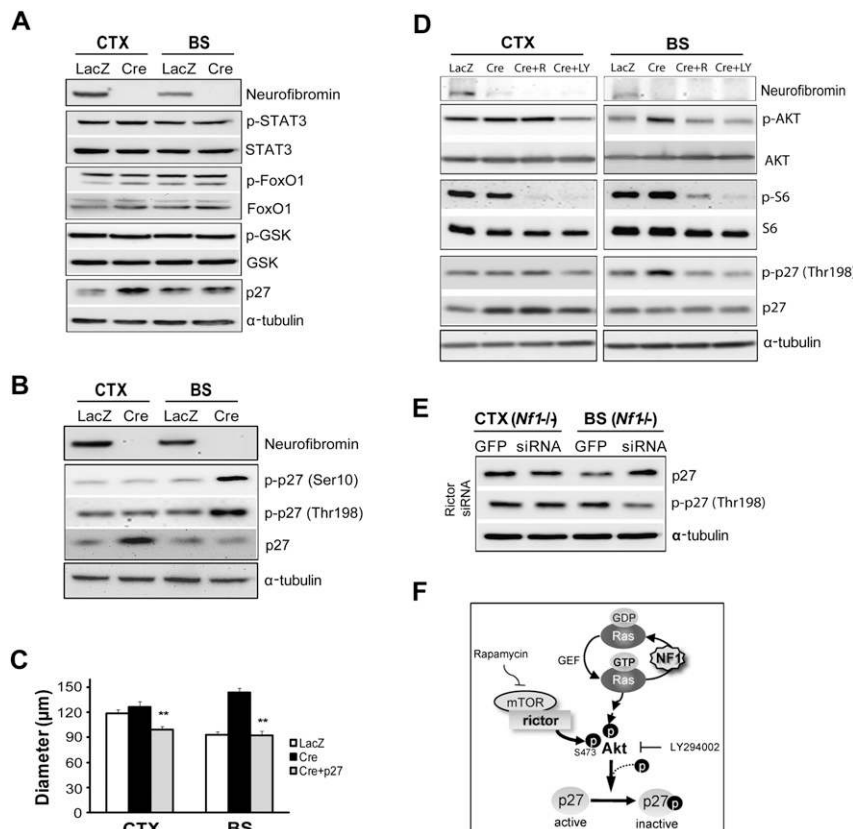 A
CTX BS
LacZ Cre LacZ Cre
Neurofibromin
p-STAT3
STAT3
p-FoxO1
FoxO1
p-GSK
GSK
p27
α-tubulin
B
CTX BS
LacZ Cre LacZ Cre
Neurofibromin
p-p27 (Ser10)
p-p27 (Thr198)
p27
α-tubulin
C
Diameter (μm)
150
120
90
60
30
0
**
**
LacZ
Cre
Cre+p27
CTX BS
D
CTX BS
LacZ Cre Cre+R Cre+LY LacZ Cre Cre+R Cre+LY
Neurofibromin
p-AKT
AKT
p-S6
S6
p-p27 (Thr198)
p27
α-tubulin
E
CTX (Nf1-/-) BS (Nf1-/-)
GFP siRNA GFP siRNA
Rictor
siRNA
p27
p-p27 (Thr198)
α-tubulin
F
GDP
Ras
GEF
NF1
GTP
Ras
Rapamycin
mTOR
rictor
p
p
S473
Akt
LY294002
p
p27
p27
p
active
inactive